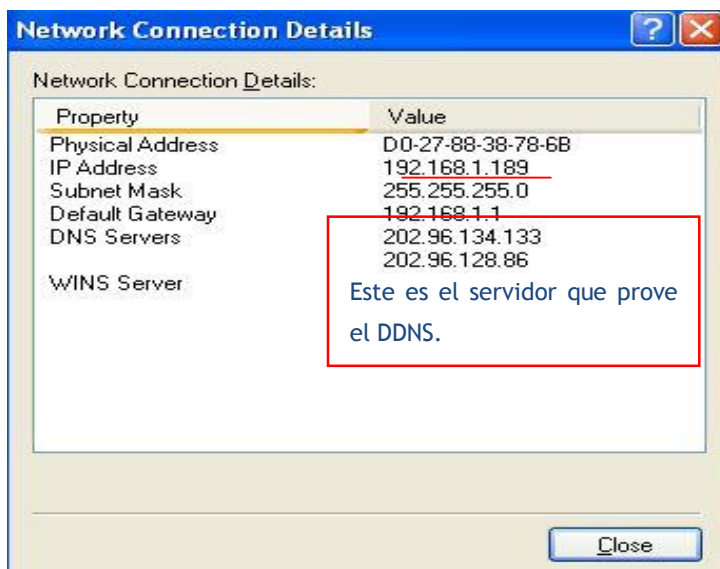 Network Connection Details
Network Connection Details:
Property Value
Physical Address D0-27-88-38-78-6B
IP Address 192.168.1.189
Subnet Mask 255.255.255.0
Default Gateway 192.168.1.1
DNS Servers 202.96.134.133
202.96.128.86
WINS Server
Este es el servidor que prove
el DDNS.
Close